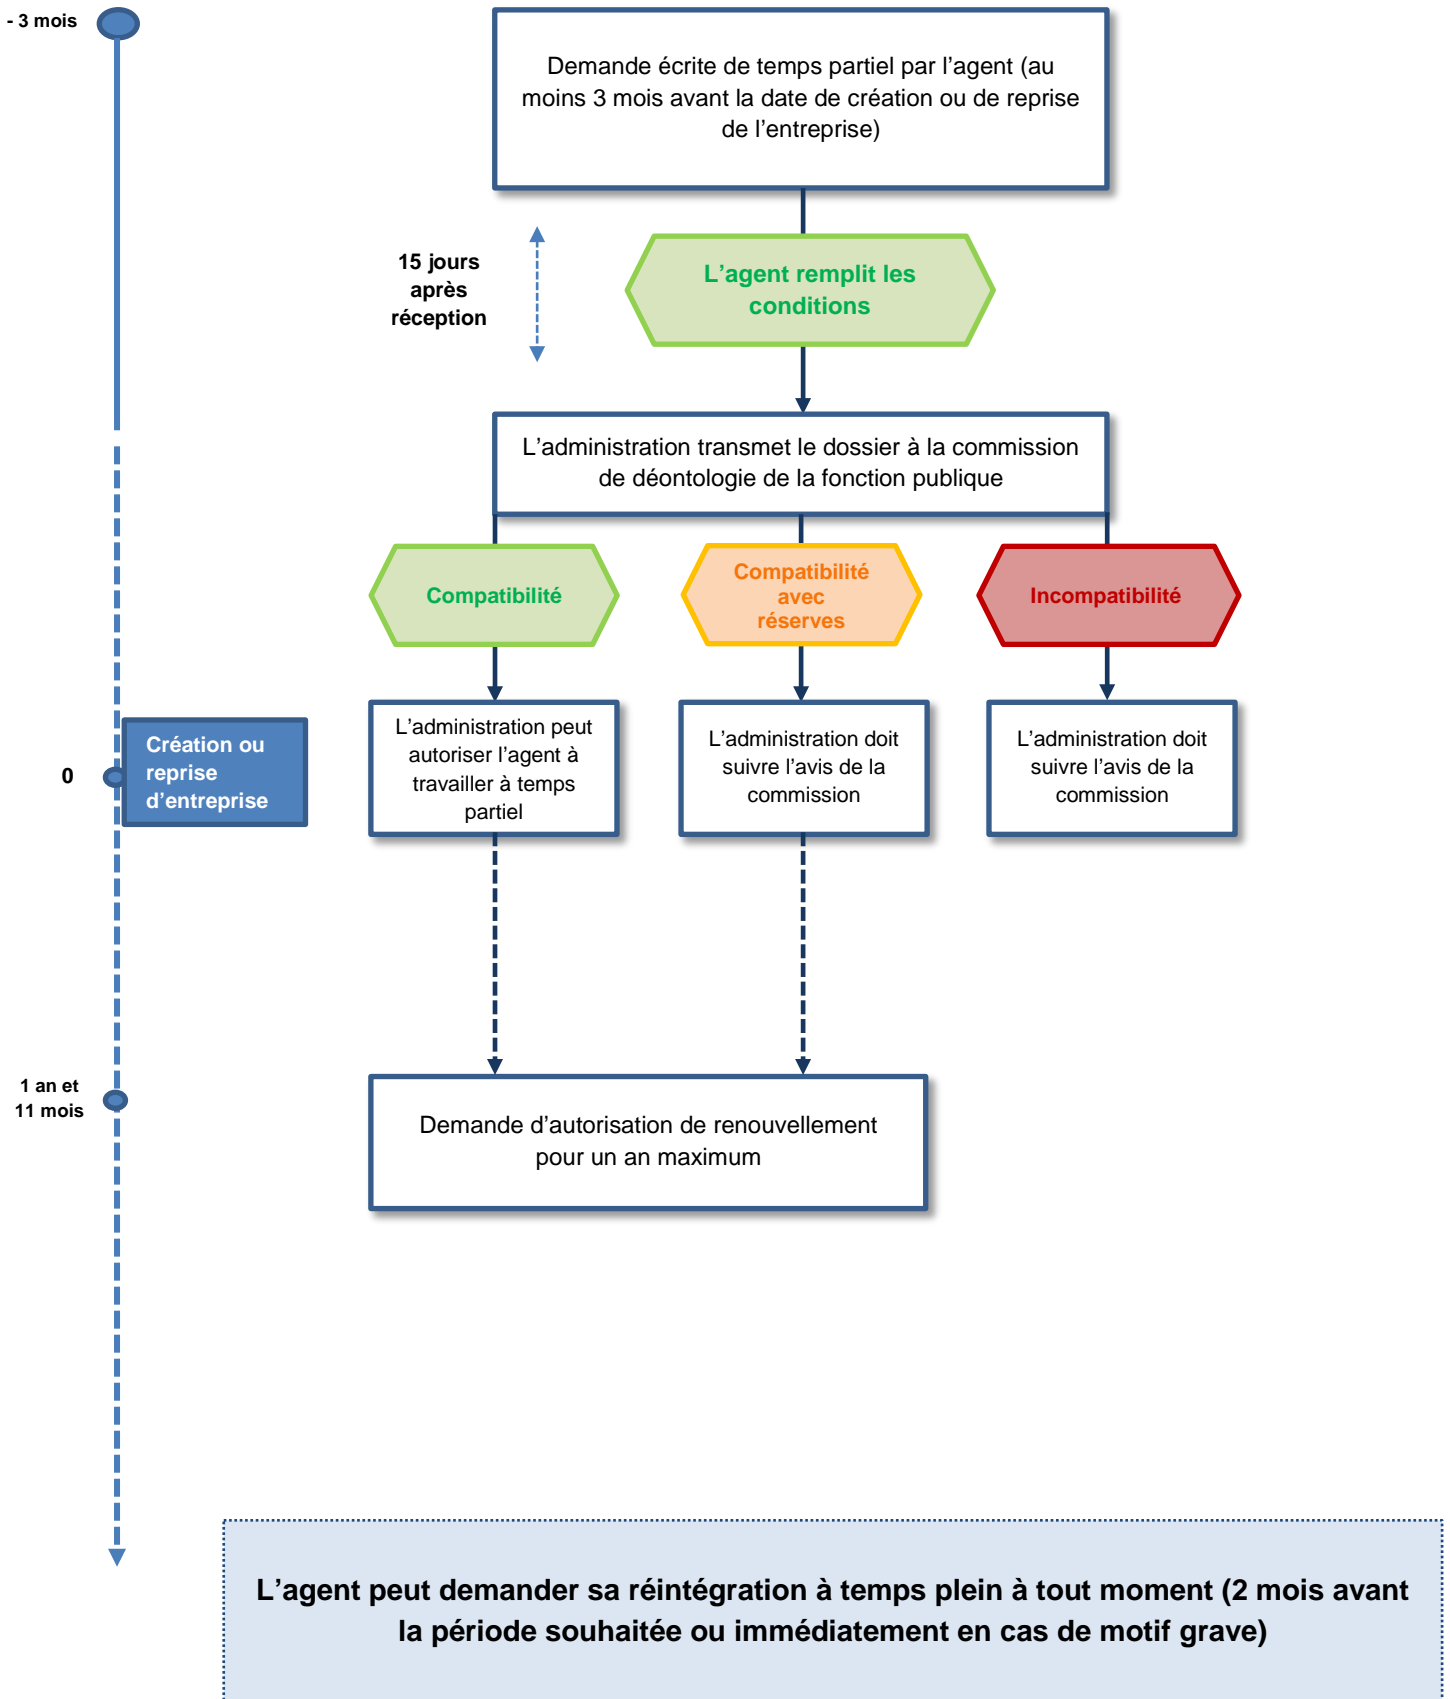 - 3 mois
Demande écrite de temps partiel par l’agent (au
moins 3 mois avant la date de création ou de reprise
de l’entreprise)
15 jours
après
réception
L’agent remplit les
conditions
L’administration transmet le dossier à la commission
de déontologie de la fonction publique
Compatibilité
Compatibilité
avec
réserves
Incompatibilité
0
Création ou
reprise
d’entreprise
L’administration peut
autoriser l’agent à
travailler à temps
partiel
L’administration doit
suivre l’avis de la
commission
L’administration doit
suivre l’avis de la
commission
1 an et
11 mois
Demande d’autorisation de renouvellement
pour un an maximum
L’agent peut demander sa réintégration à temps plein à tout moment (2 mois avant
la période souhaitée ou immédiatement en cas de motif grave)